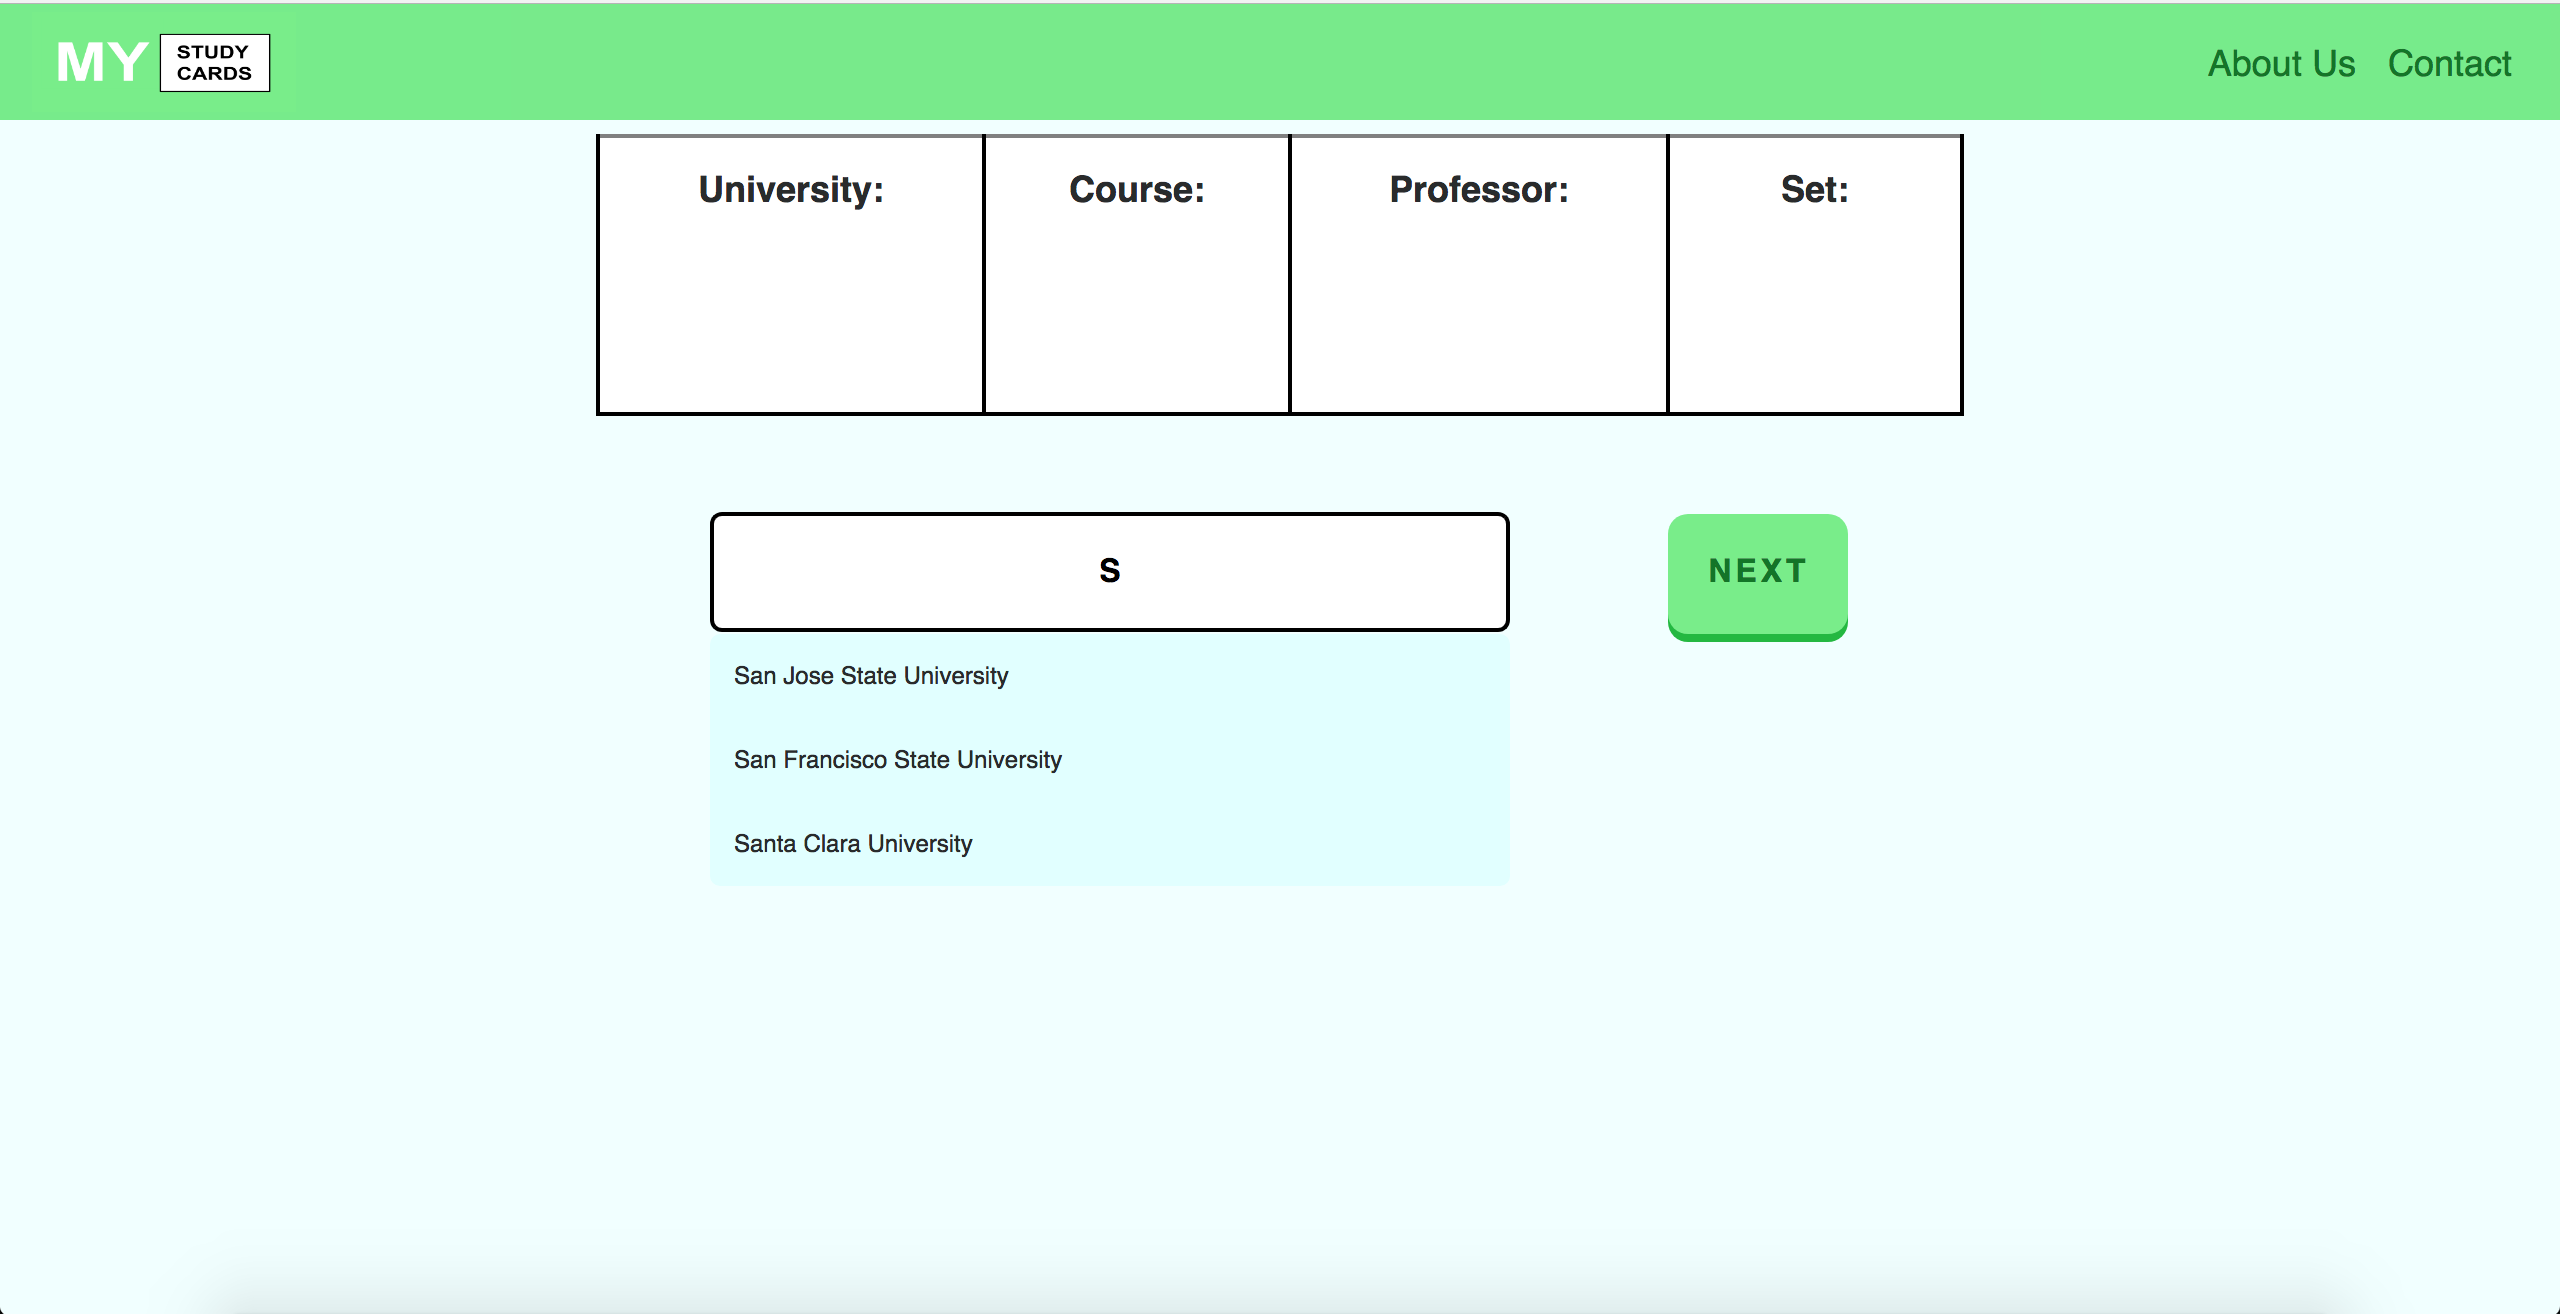 MY STUDY CARDS
About Us Contact
University: Course: Professor: Set:
S
NEXT
San Jose State University
San Francisco State University
Santa Clara University